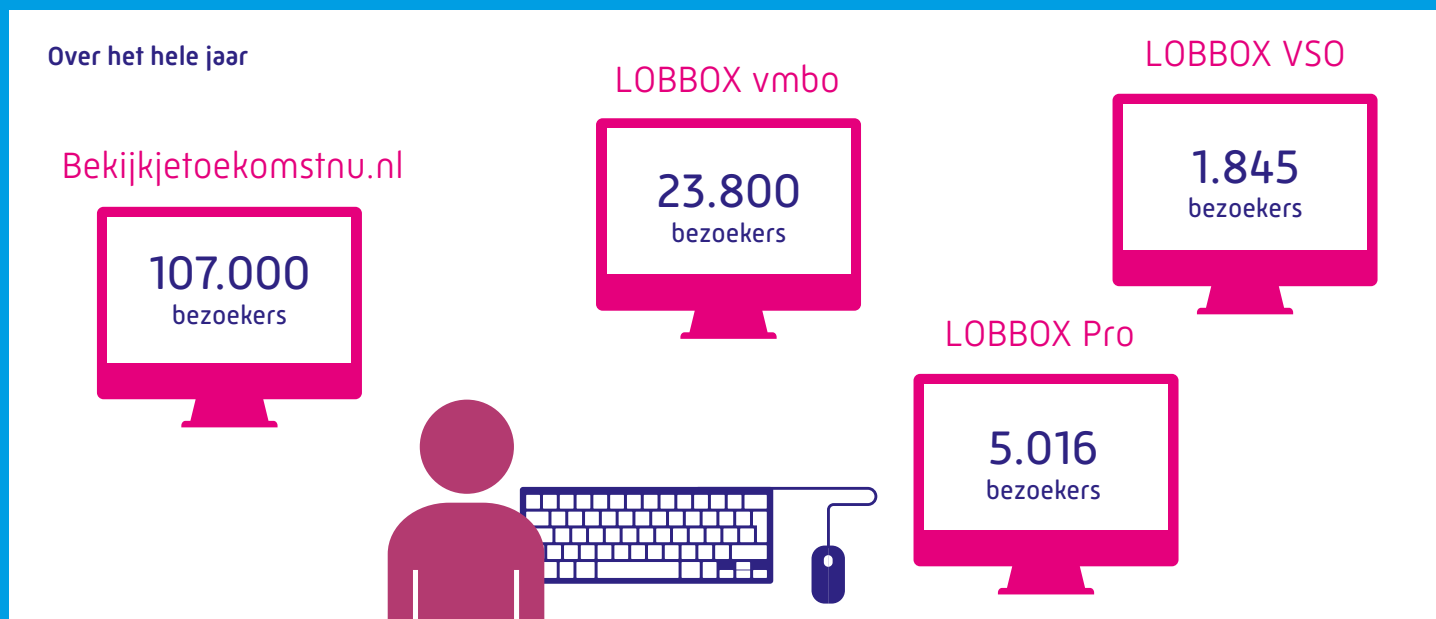 Over het hele jaar
Bekijkjetoekomstnu.nl
107.000
bezoekers
LOBBOX vmbo
23.800
bezoekers
LOBBOX VSO
1.845
bezoekers
LOBBOX Pro
5.016
bezoekers